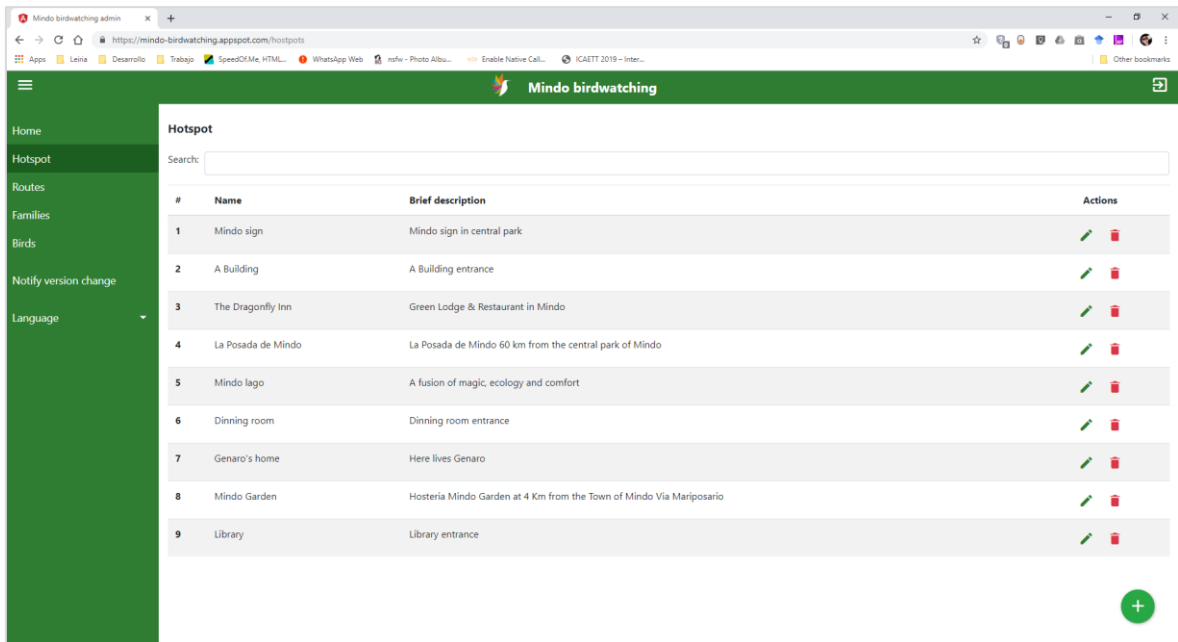 Mindo birdwatching admin
https://mindo-birdwatching.appspot.com/hostpots
Apps Leiria Desarrollo Trabajo SpeedOf.Me, HTML... WhatsApp Web nsfw - Photo Albu... Enable Native Call... ICAETT 2019 – Inter... Other bookmarks
Mindo birdwatching
Home
Hotspot
Routes
Families
Birds
Notify version change
Language
Hotspot
Search:
# Name Brief description Actions
1 Mindo sign Mindo sign in central park
2 A Building A Building entrance
3 The Dragonfly Inn Green Lodge & Restaurant in Mindo
4 La Posada de Mindo La Posada de Mindo 60 km from the central park of Mindo
5 Mindo lago A fusion of magic, ecology and comfort
6 Dinning room Dinning room entrance
7 Genaro's home Here lives Genaro
8 Mindo Garden Hosteria Mindo Garden at 4 Km from the Town of Mindo Via Mariposario
9 Library Library entrance